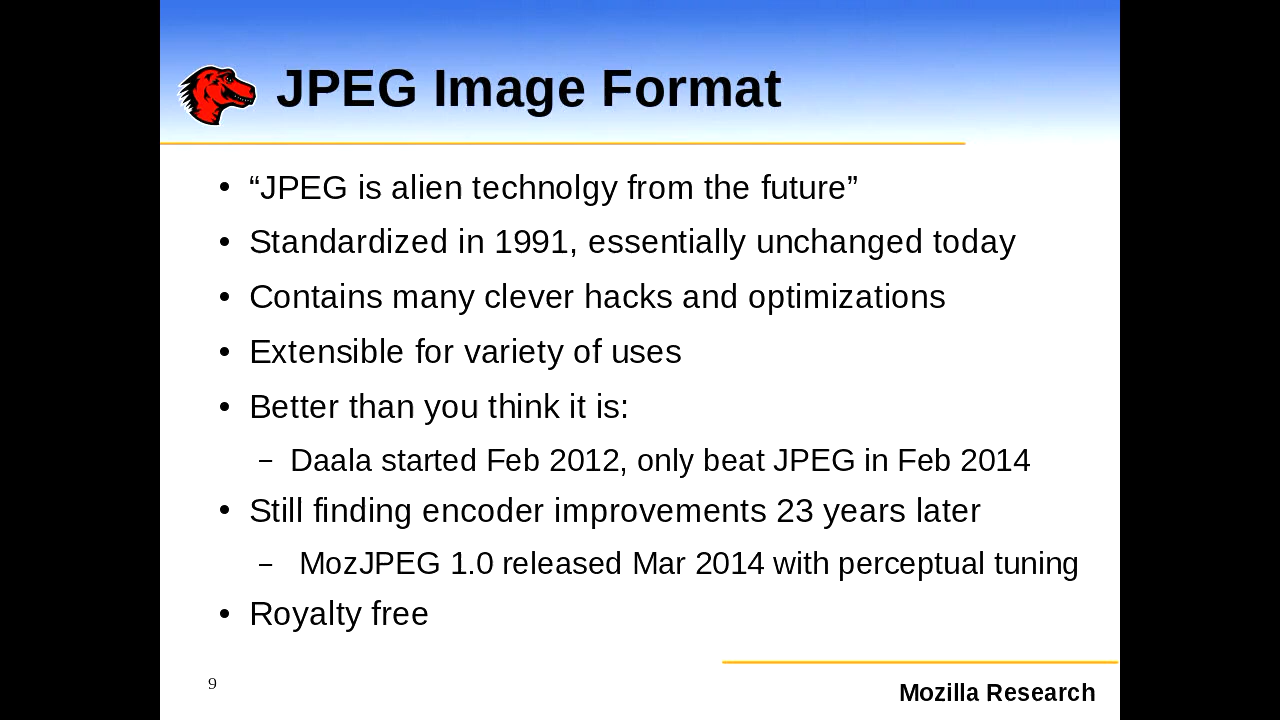 JPEG Image Format
• “JPEG is alien technolgy from the future”
• Standardized in 1991, essentially unchanged today
• Contains many clever hacks and optimizations
• Extensible for variety of uses
• Better than you think it is:
– Daala started Feb 2012, only beat JPEG in Feb 2014
• Still finding encoder improvements 23 years later
– MozJPEG 1.0 released Mar 2014 with perceptual tuning
• Royalty free
9
Mozilla Research